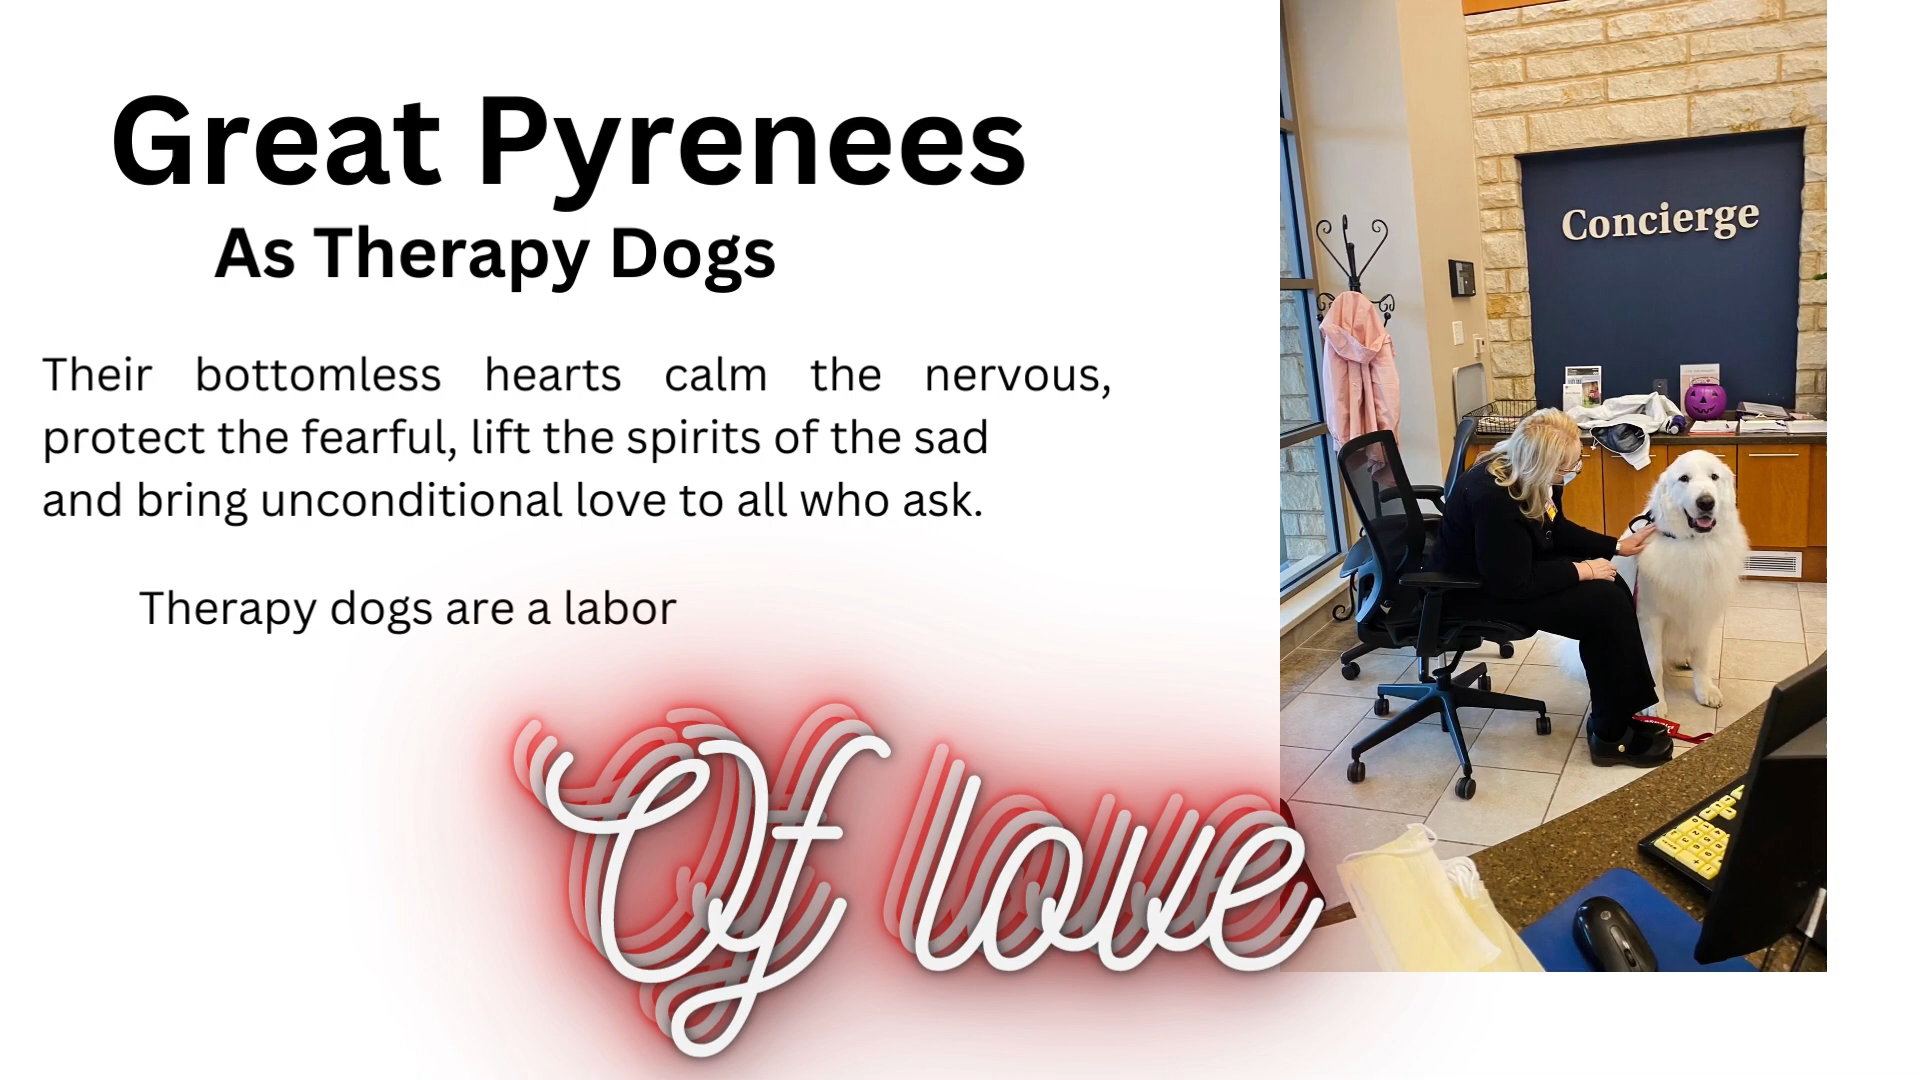 Great Pyrenees
As Therapy Dogs
Their bottomless hearts calm the nervous,
protect the fearful, lift the spirits of the sad
and bring unconditional love to all who ask.
Therapy dogs are a labor
Of love
Concierge